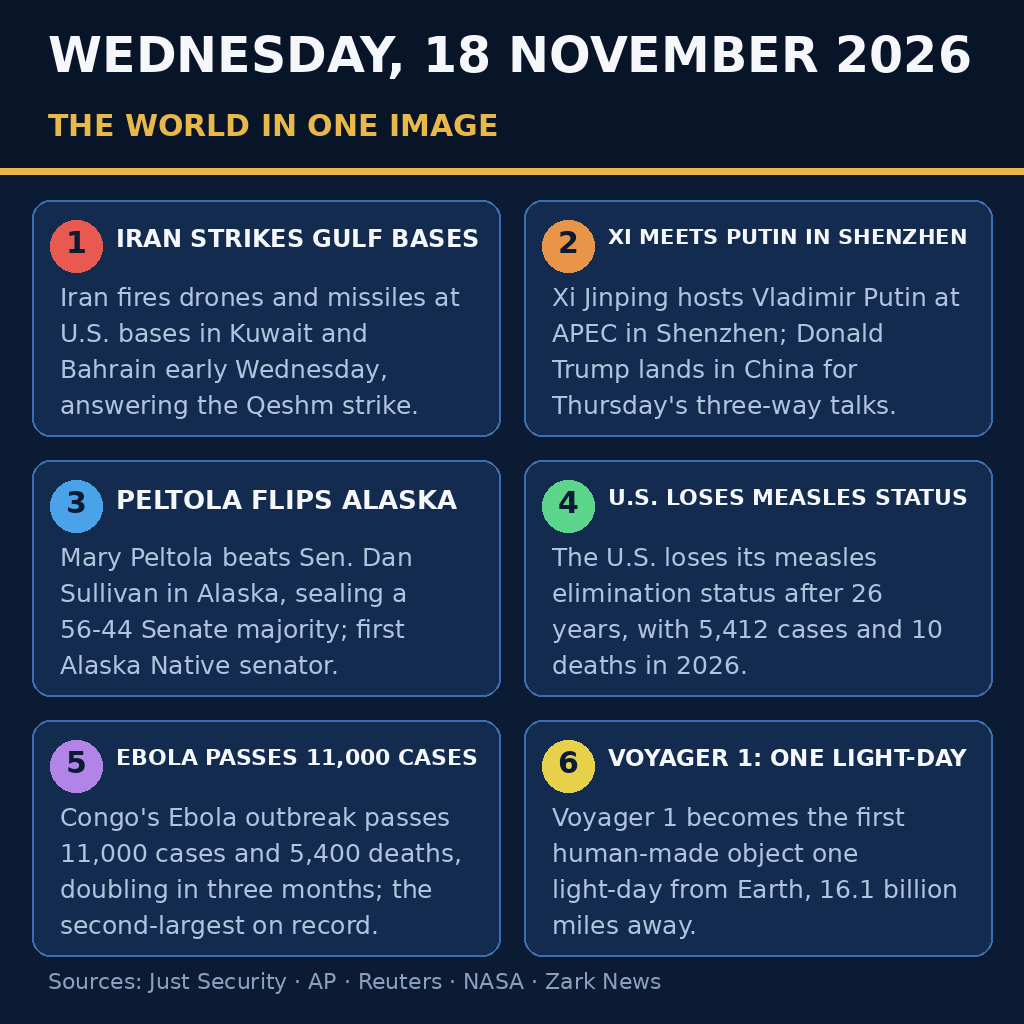 WEDNESDAY, 18 NOVEMBER 2026
THE WORLD IN ONE IMAGE
1 IRAN STRIKES GULF BASES
Iran fires drones and missiles at
U.S. bases in Kuwait and
Bahrain early Wednesday,
answering the Qeshm strike.
2 XI MEETS PUTIN IN SHENZHEN
Xi Jinping hosts Vladimir Putin at
APEC in Shenzhen; Donald
Trump lands in China for
Thursday's three-way talks.
3 PELTOLA FLIPS ALASKA
Mary Peltola beats Sen. Dan
Sullivan in Alaska, sealing a
56-44 Senate majority; first
Alaska Native senator.
4 U.S. LOSES MEASLES STATUS
The U.S. loses its measles
elimination status after 26
years, with 5,412 cases and 10
deaths in 2026.
5 EBOLA PASSES 11,000 CASES
Congo's Ebola outbreak passes
11,000 cases and 5,400 deaths,
doubling in three months; the
second-largest on record.
6 VOYAGER 1: ONE LIGHT-DAY
Voyager 1 becomes the first
human-made object one
light-day from Earth, 16.1 billion
miles away.
Sources: Just Security · AP · Reuters · NASA · Zark News